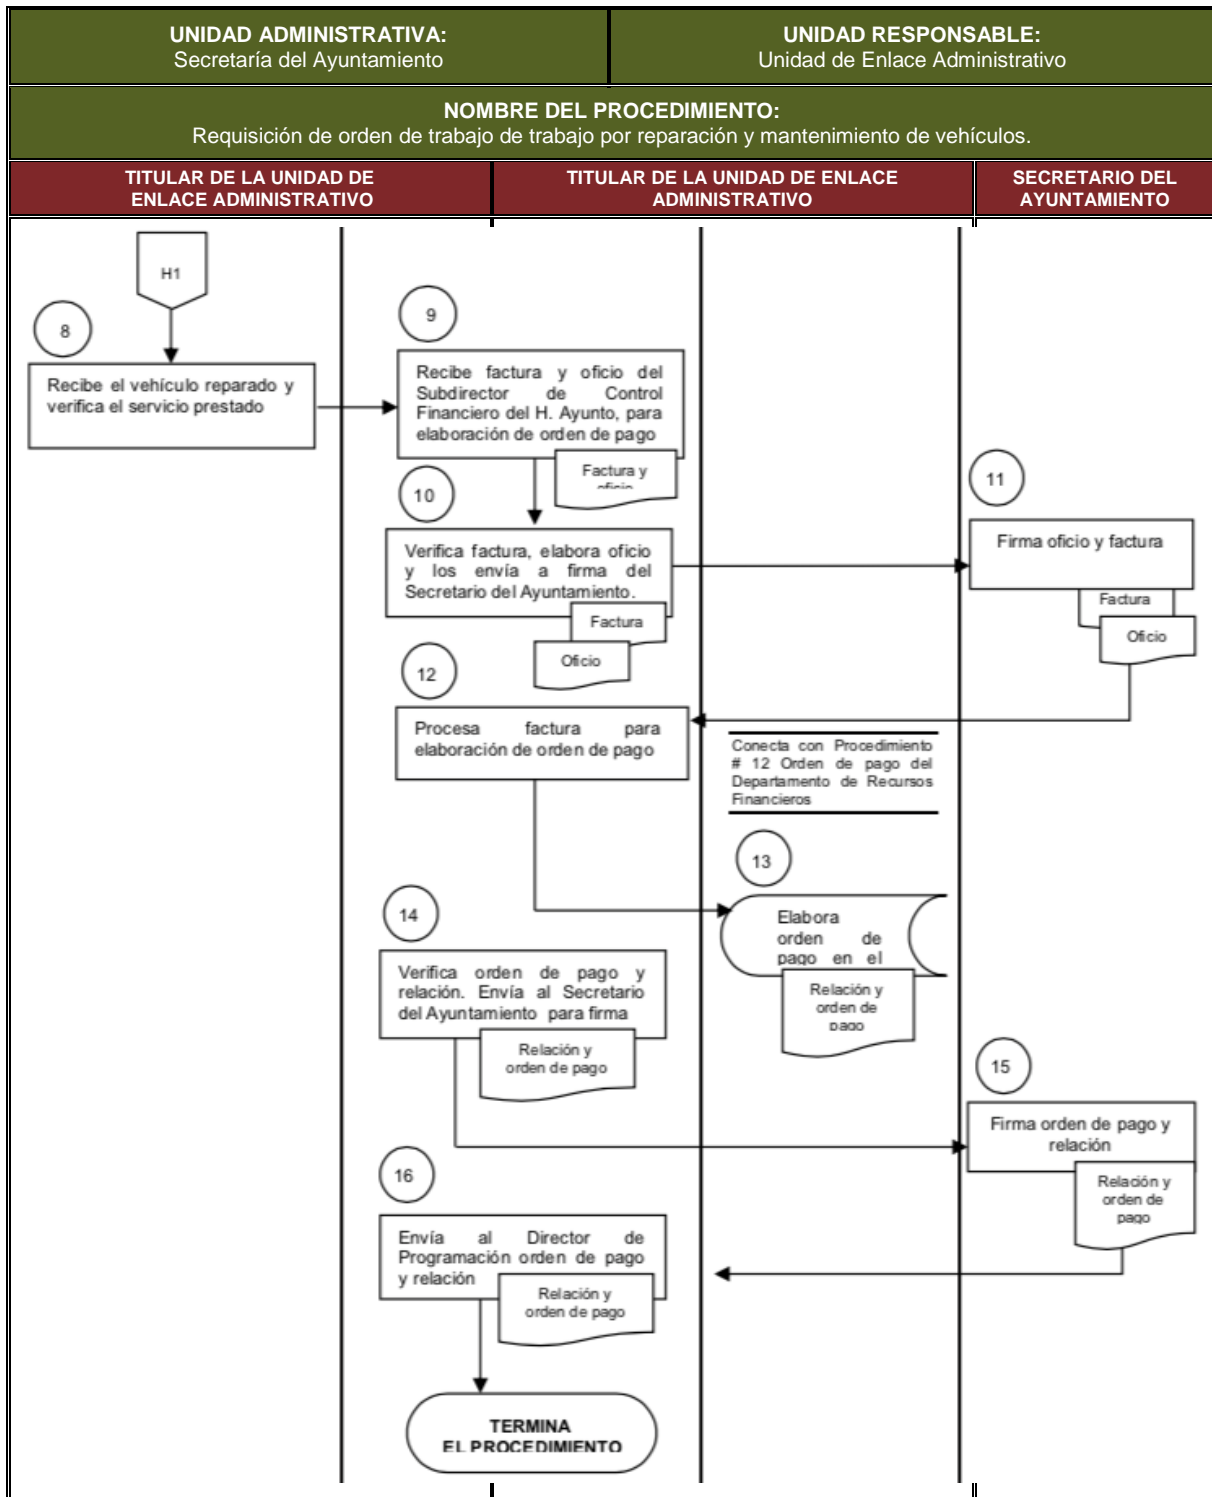 UNIDAD ADMINISTRATIVA:
Secretaría del Ayuntamiento
UNIDAD RESPONSABLE:
Unidad de Enlace Administrativo
NOMBRE DEL PROCEDIMIENTO:
Requisición de orden de trabajo de trabajo por reparación y mantenimiento de vehículos.
TITULAR DE LA UNIDAD DE
ENLACE ADMINISTRATIVO
TITULAR DE LA UNIDAD DE ENLACE
ADMINISTRATIVO
SECRETARIO DEL
AYUNTAMIENTO
H1
8
Recibe el vehículo reparado y
verifica el servicio prestado
9
Recibe factura y oficio del
Subdirector de Control
Financiero del H. Ayunto, para
elaboración de orden de pago
Factura y
oficio
10
Verifica factura, elabora oficio
y los envía a firma del
Secretario del Ayuntamiento.
Factura
Oficio
11
Firma oficio y factura
Factura
Oficio
12
Procesa factura para
elaboración de orden de pago
Conecta con Procedimiento
# 12 Orden de pago del
Departamento de Recursos
Financieros
13
Elabora
orden de
pago en el
Relación y
orden de
pago
14
Verifica orden de pago y
relación. Envía al Secretario
del Ayuntamiento para firma
Relación y
orden de pago
15
Firma orden de pago y
relación
Relación y
orden de
pago
16
Envía al Director de
Programación orden de pago
y relación
Relación y
orden de pago
TERMINA
EL PROCEDIMIENTO